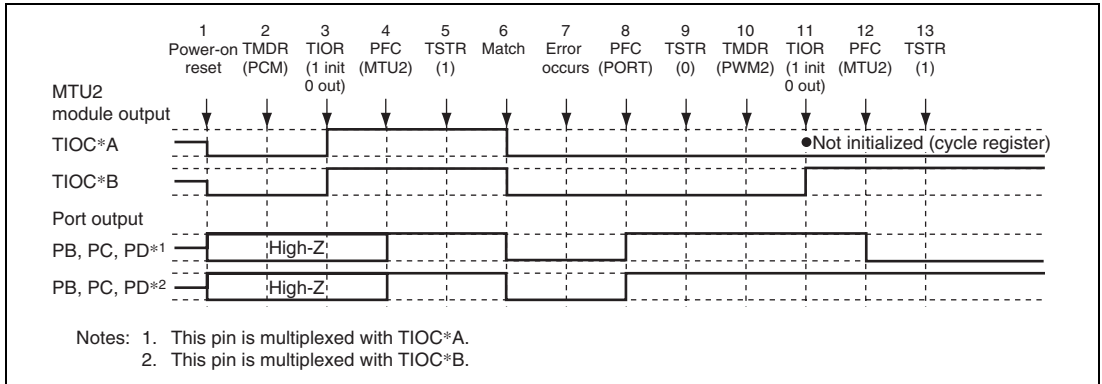 1 2 3 4 5 6 7 8 9 10 11 12 13
Power-on TMDR TIOR PFC TSTR Match Error PFC TSTR TMDR TIOR PFC TSTR
reset (PCM) (1 init (MTU2) (1) occurs (PORT) (0) (PWM2) (1 init (MTU2) (1)
0 out) 0 out)
MTU2
module output
TIOC*A
●Not initialized (cycle register)
TIOC*B
Port output
PB, PC, PD*1
High-Z
PB, PC, PD*2
High-Z
Notes: 1. This pin is multiplexed with TIOC*A.
2. This pin is multiplexed with TIOC*B.